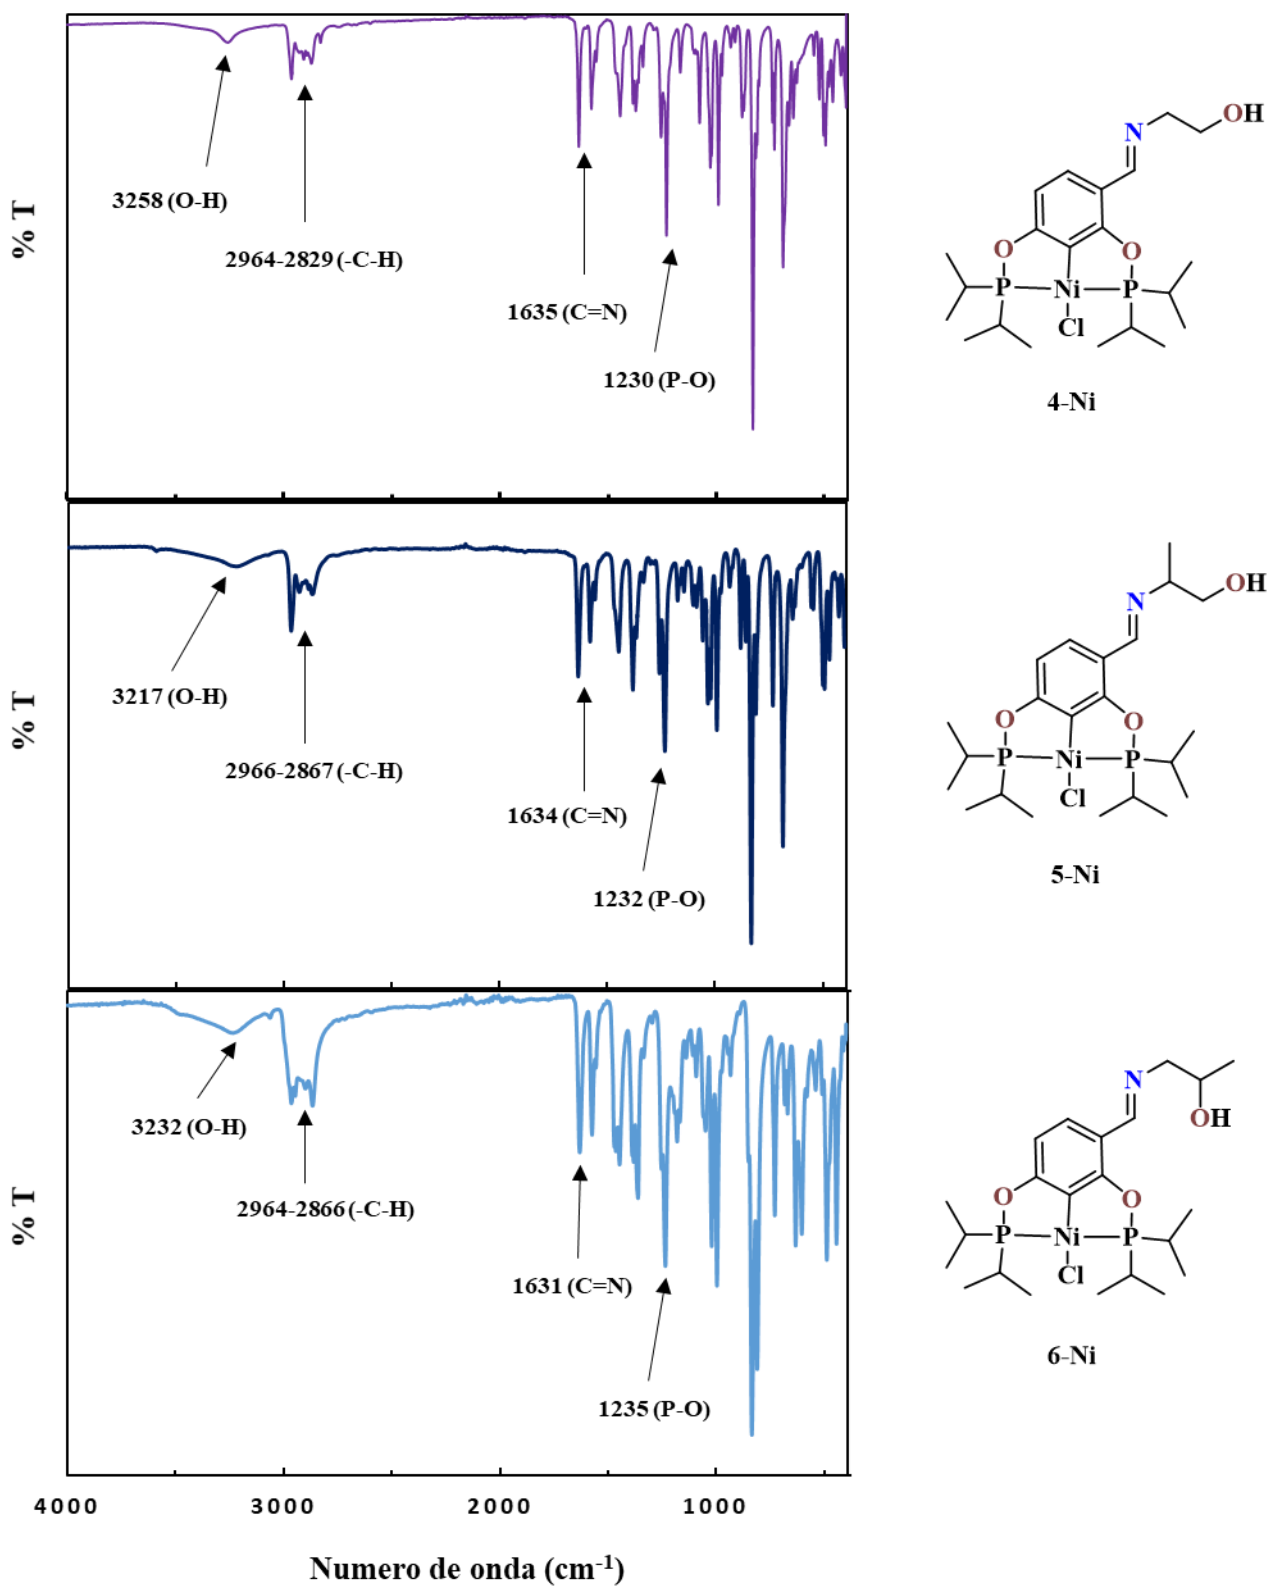 % T
3258 (O-H)
2964-2829 (-C-H)
1635 (C=N)
1230 (P-O)
N
OH
O
O
P
Ni
P
Cl
4-Ni
% T
3217 (O-H)
2966-2867 (-C-H)
1634 (C=N)
1232 (P-O)
N
OH
O
O
P
Ni
P
Cl
5-Ni
% T
3232 (O-H)
2964-2866 (-C-H)
1631 (C=N)
1235 (P-O)
N
OH
O
O
P
Ni
P
Cl
6-Ni
4000 3000 2000 1000
Numero de onda (cm⁻¹)